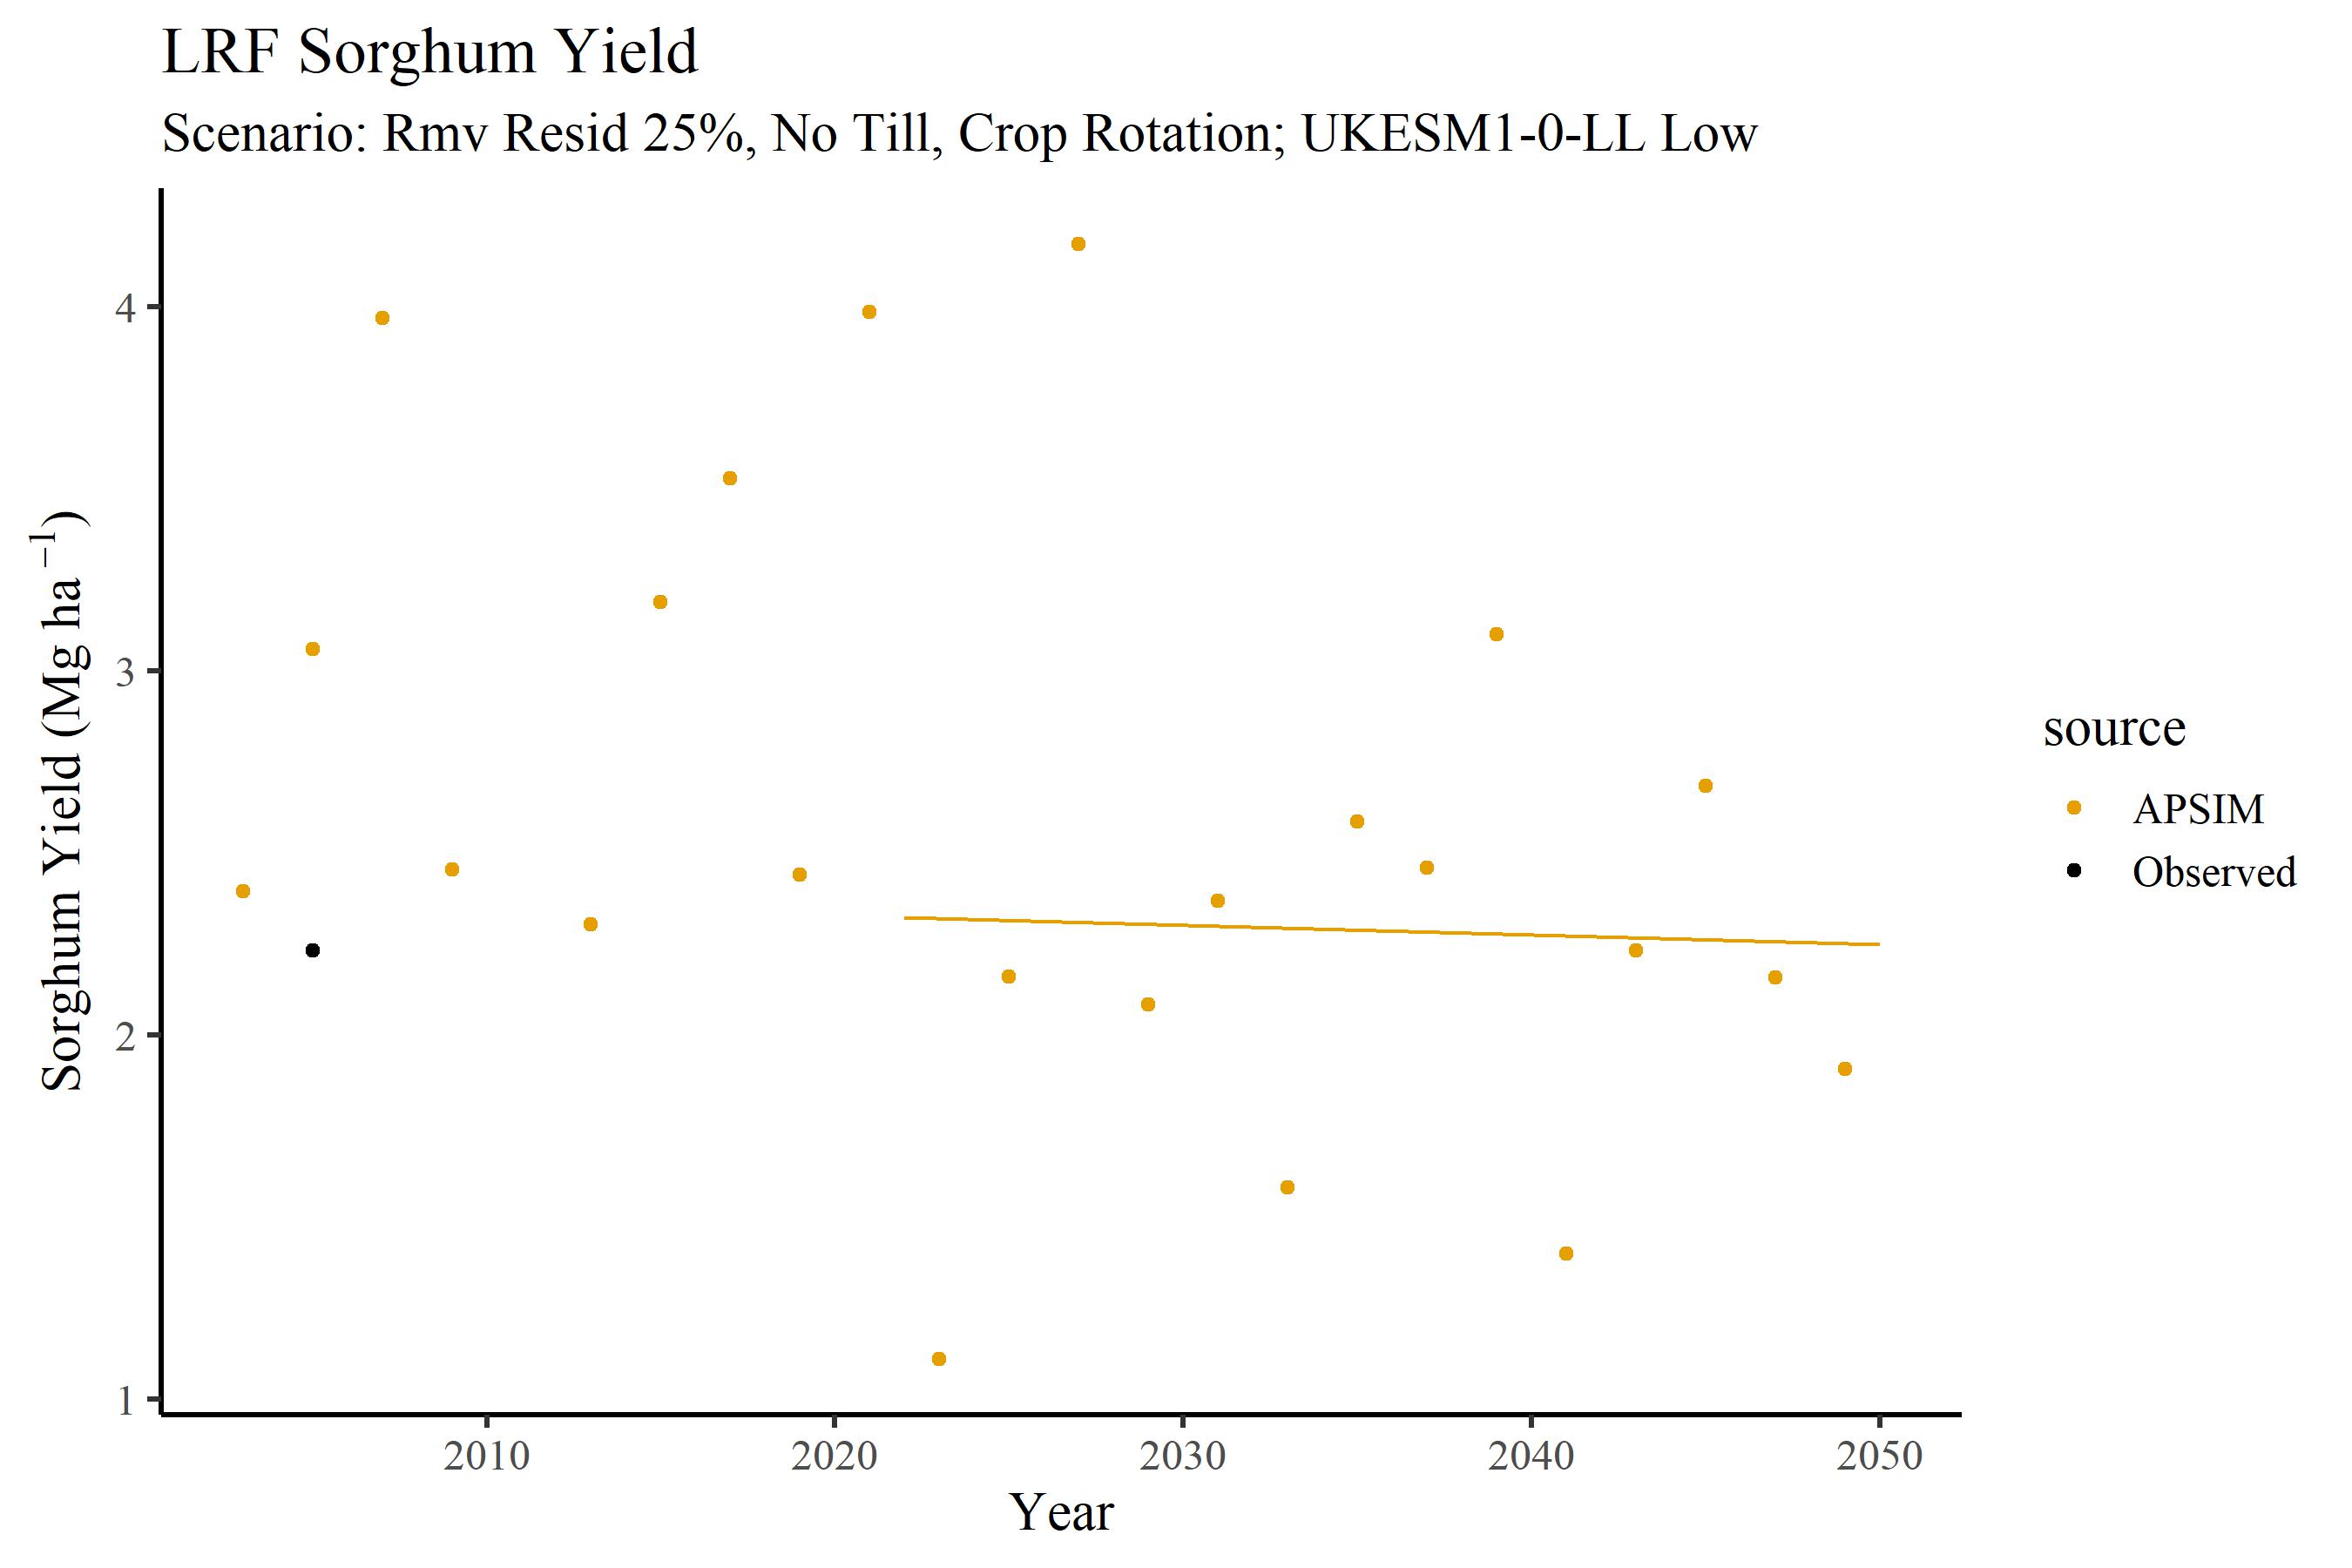 LRF Sorghum Yield
Scenario: Rmv Resid 25%, No Till, Crop Rotation; UKESM1-0-LL Low
Sorghum Yield (Mg ha⁻¹)
4
3
2
1
2010 2020 2030 2040 2050
Year
source
APSIM
Observed